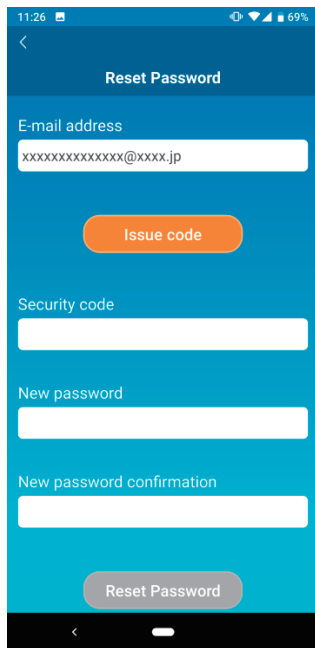 11:26 69%
Reset Password
E-mail address
xxxxxxxxxxxxxx@xxxx.jp
Issue code
Security code
New password
New password confirmation
Reset Password